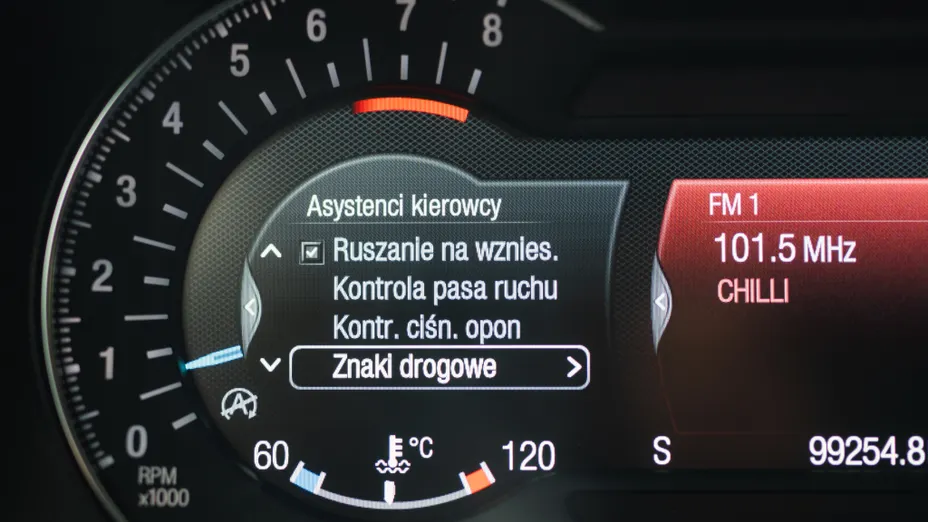 8
7
6
5
4
3
2
1
0
RPM
x1000
Asystenci kierowcy
Ruszanie na wznies.
Kontrola pasa ruchu
Kontr. ciśn. opon
Znaki drogowe
A
60
°C
120
FM 1
101.5 MHz
CHILLI
S
99254.8